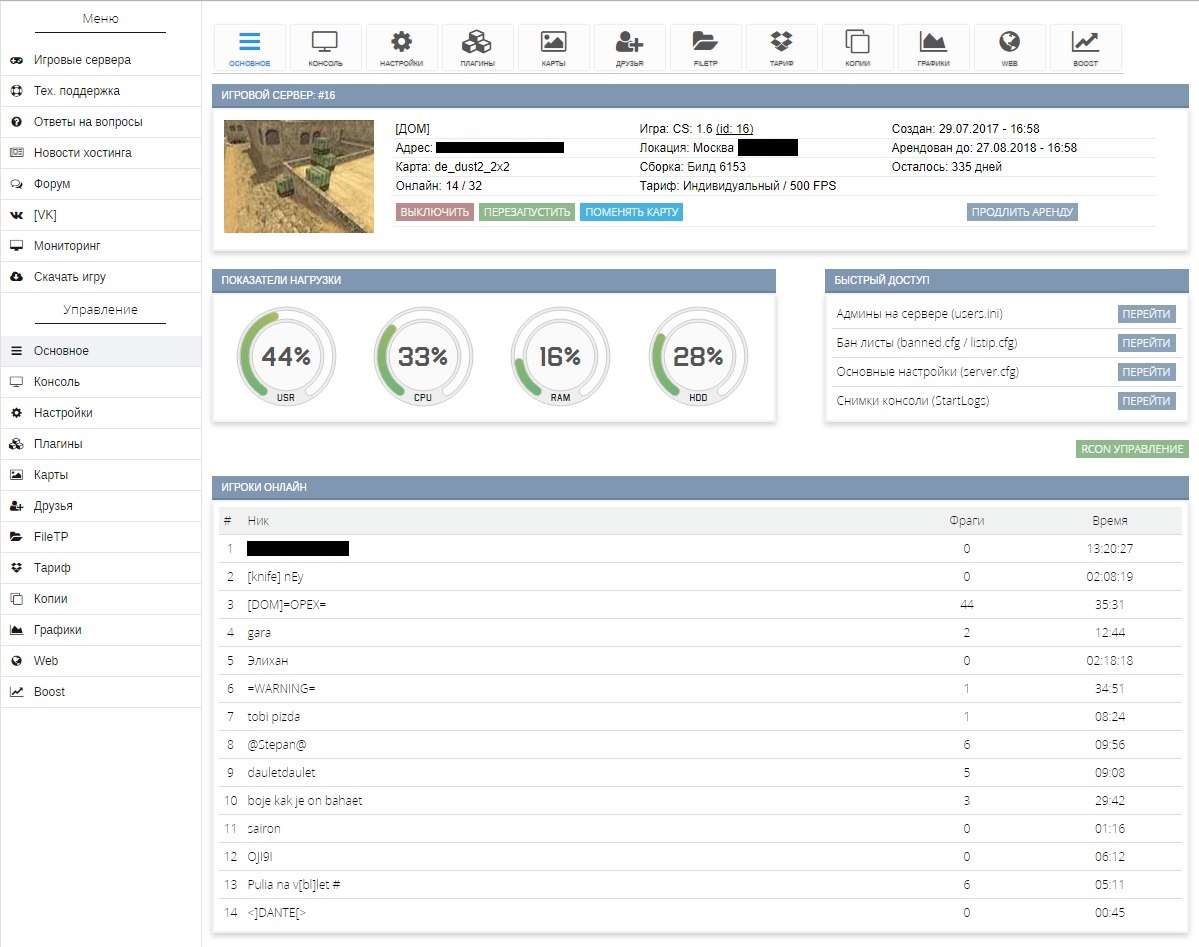 Меню
Игровые сервера
Тех. поддержка
Ответы на вопросы
Новости хостинга
Форум
[VK]
Мониторинг
Скачать игру
Управление
Основное
Консоль
Настройки
Плагины
Карты
Друзья
FileTP
Тариф
Копии
Графики
Web
Boost
ОСНОВНОЕ КОНСОЛЬ НАСТРОЙКИ ПЛАГИНЫ КАРТЫ ДРУЗЬЯ FILETP ТАРИФ КОПИИ ГРАФИКИ WEB BOOST
ИГРОВОЙ СЕРВЕР: #16
[ДОМ] Игра: CS: 1.6 (id: 16) Создан: 29.07.2017 - 16:58
Адрес: Локация: Москва Арендован до: 27.08.2018 - 16:58
Карта: de_dust2_2x2 Сборка: Билд 6153 Осталось: 335 дней
Онлайн: 14 / 32 Тариф: Индивидуальный / 500 FPS
ВЫКЛЮЧИТЬ ПЕРЕЗАПУСТИТЬ ПОМЕНЯТЬ КАРТУ ПРОДЛИТЬ АРЕНДУ
ПОКАЗАТЕЛИ НАГРУЗКИ
44% 33% 16% 28%
USR CPU RAM HDD
БЫСТРЫЙ ДОСТУП
Админы на сервере (users.ini) ПЕРЕЙТИ
Бан листы (banned.cfg / listip.cfg) ПЕРЕЙТИ
Основные настройки (server.cfg) ПЕРЕЙТИ
Снимки консоли (StartLogs) ПЕРЕЙТИ
RCON УПРАВЛЕНИЕ
ИГРОКИ ОНЛАЙН
# Ник Фраги Время
1 0 13:20:27
2 [knife] nEy 0 02:08:19
3 [DOM]=OPEX= 44 35:31
4 gara 2 12:44
5 Элихан 0 02:18:18
6 =WARNING= 1 34:51
7 tobi pizda 1 08:24
8 @Stepan@ 6 09:56
9 dauletdaulet 5 09:08
10 boje kak je on bahaet 3 29:42
11 sairon 0 01:16
12 OJI9I 0 06:12
13 Pulia na v[bl]let # 6 05:11
14 <]DANTE[> 0 00:45